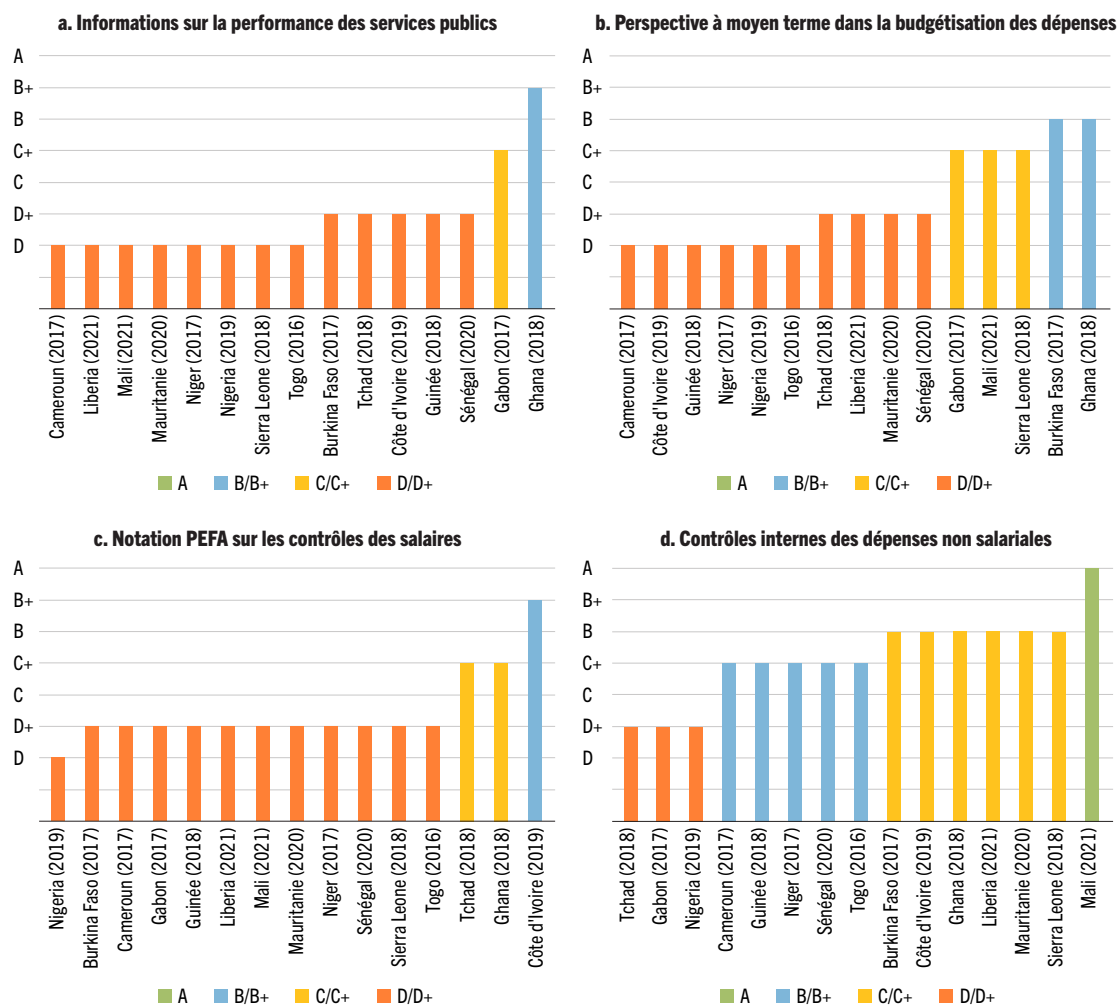 a. Informations sur la performance des services publics
A
B+
B
C+
C
D+
D
Cameroun (2017)
Liberia (2021)
Mali (2021)
Mauritanie (2020)
Niger (2017)
Nigeria (2019)
Sierra Leone (2018)
Togo (2016)
Burkina Faso (2017)
Tchad (2018)
Côte d'Ivoire (2019)
Guinée (2018)
Sénégal (2020)
Gabon (2017)
Ghana (2018)
A B/B+ C/C+ D/D+
b. Perspective à moyen terme dans la budgétisation des dépenses
A
B+
B
C+
C
D+
D
Cameroun (2017)
Côte d'Ivoire (2019)
Guinée (2018)
Niger (2017)
Nigeria (2019)
Togo (2016)
Tchad (2018)
Liberia (2021)
Mauritanie (2020)
Sénégal (2020)
Gabon (2017)
Mali (2021)
Sierra Leone (2018)
Burkina Faso (2017)
Ghana (2018)
A B/B+ C/C+ D/D+
c. Notation PEFA sur les contrôles des salaires
A
B+
B
C+
C
D+
D
Nigeria (2019)
Burkina Faso (2017)
Cameroun (2017)
Gabon (2017)
Guinée (2018)
Liberia (2021)
Mali (2021)
Mauritanie (2020)
Niger (2017)
Sénégal (2020)
Sierra Leone (2018)
Togo (2016)
Tchad (2018)
Ghana (2018)
Côte d'Ivoire (2019)
A B/B+ C/C+ D/D+
d. Contrôles internes des dépenses non salariales
A
B+
B
C+
C
D+
D
Tchad (2018)
Gabon (2017)
Nigeria (2019)
Cameroun (2017)
Guinée (2018)
Niger (2017)
Sénégal (2020)
Togo (2016)
Burkina Faso (2017)
Côte d'Ivoire (2019)
Ghana (2018)
Liberia (2021)
Mauritanie (2020)
Sierra Leone (2018)
Mali (2021)
A B/B+ C/C+ D/D+